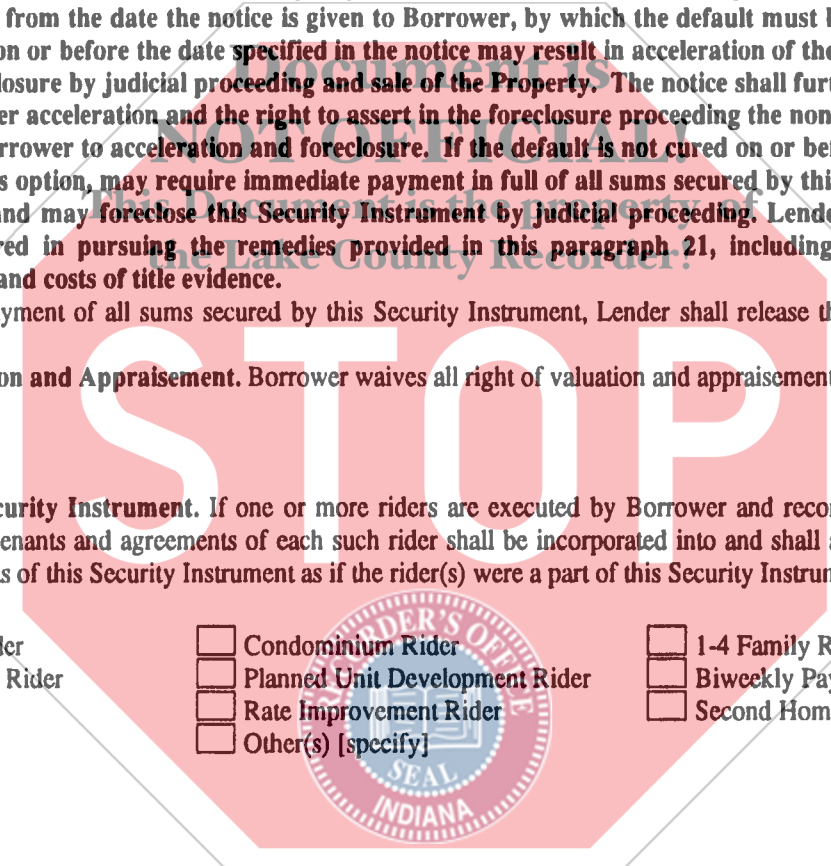 from the date the notice is given to Borrower, by which the default must
on or before the date specified in the notice may result in acceleration of the
losure by judicial proceeding and sale of the Property. The notice shall furt
Document is
er acceleration and the right to assert in the foreclosure proceeding the non
NOT OFFICIAL!
rrower to acceleration and foreclosure. If the default is not cured on or bef
s option, may require immediate payment in full of all sums secured by thi
This Document is the property of
and may foreclose this Security Instrument by judicial proceeding. Lende
red in pursuing the remedies provided in this paragraph 21, including
the Lake County Recorder!
and costs of title evidence.
yment of all sums secured by this Security Instrument, Lender shall release th
on and Appraisement. Borrower waives all right of valuation and appraisement
STOP
curity Instrument. If one or more riders are executed by Borrower and recor
enants and agreements of each such rider shall be incorporated into and shall a
s of this Security Instrument as if the rider(s) were a part of this Security Instrum
der
Condominium Rider
1-4 Family R
Rider
Planned Unit Development Rider
Biweekly Pay
Rate Improvement Rider
Second Hom
Other(s) [specify]
RECORDER'S OFFICE
SEAL
INDIANA